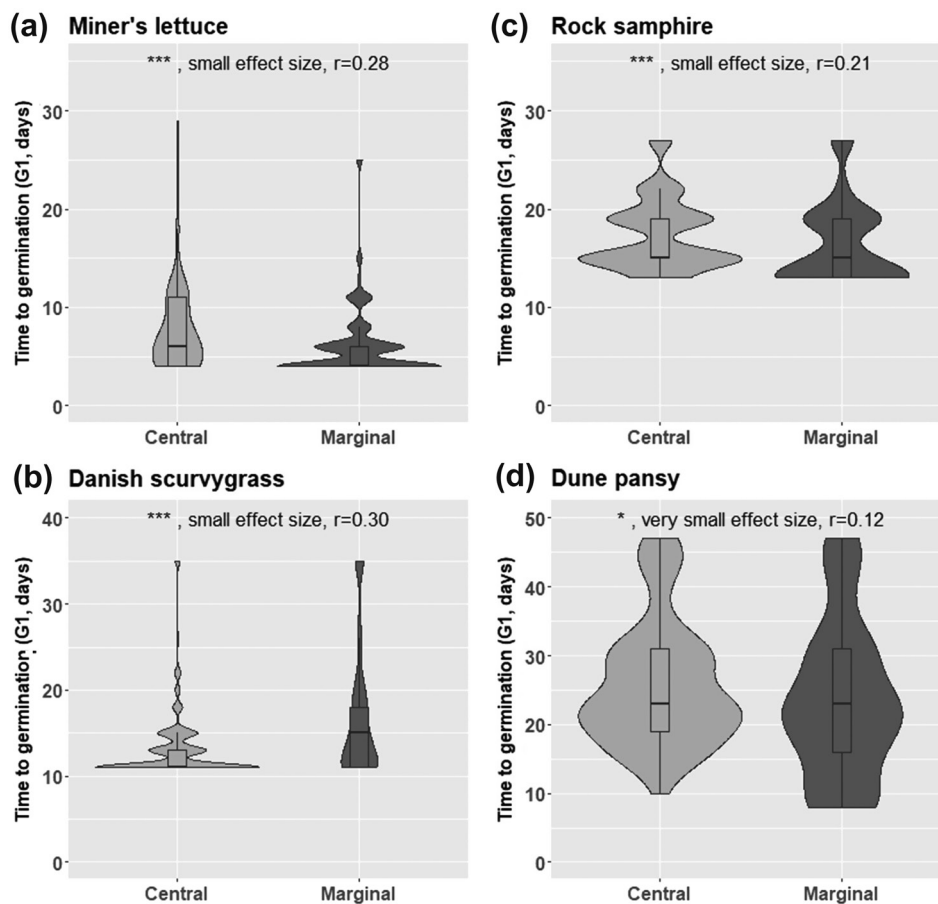 (a) Miner's lettuce
*** , small effect size, r=0.28
Time to germination (G1, days)
30
20
10
0
Central Marginal
(c) Rock samphire
*** , small effect size, r=0.21
Time to germination (G1, days)
30
20
10
0
Central Marginal
(b) Danish scurvygrass
*** , small effect size, r=0.30
Time to germination (G1, days)
40
30
20
10
0
Central Marginal
(d) Dune pansy
* , very small effect size, r=0.12
Time to germination (G1, days)
50
40
30
20
10
0
Central Marginal